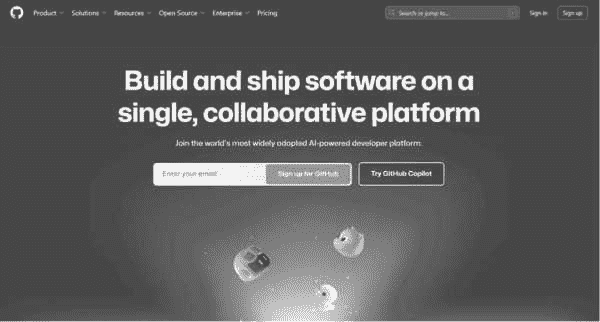 Product Solutions Resources Open Source Enterprise Pricing Search or jump to... Sign in Sign up
Build and ship software on a
single, collaborative platform
Join the world's most widely adopted AI-powered developer platform.
Enter your email Sign up for GitHub Try GitHub Copilot